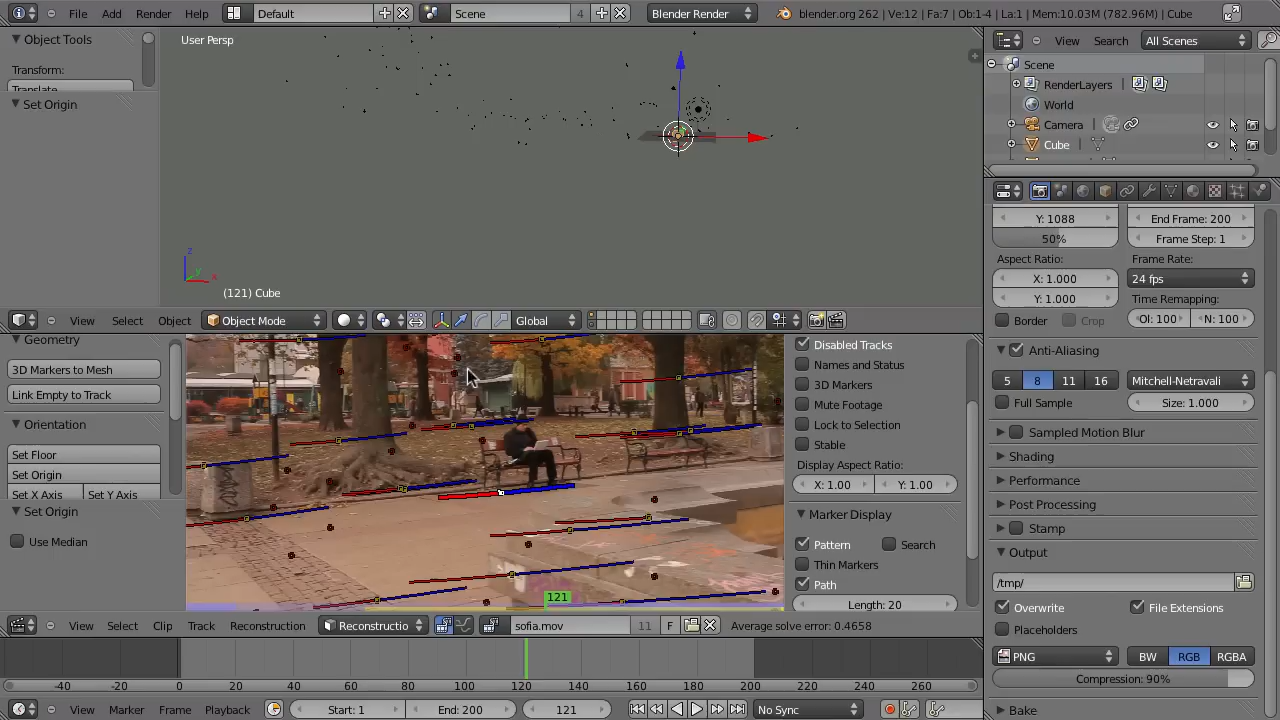 File Add Render Help Default Scene 4 Blender Render blender.org 262 | Ve:12 | Fa:7 | Ob:1-4 | La:1 | Mem:10.03M (782.96M) | Cube
Object Tools
Transform:
Translate
Set Origin
User Persp
z
y
x
(121) Cube
View Select Object Object Mode Global
View Search All Scenes
Scene
RenderLayers
World
Camera
Cube
Y: 1088
50%
End Frame: 200
Frame Step: 1
Aspect Ratio:
X: 1.000
Y: 1.000
Frame Rate:
24 fps
Time Remapping:
Ol: 100 N: 100
Border Crop
Anti-Aliasing
5 8 11 16 Mitchell-Netravali
Full Sample Size: 1.000
Sampled Motion Blur
Shading
Performance
Post Processing
Stamp
Output
/tmp/
Overwrite File Extensions
Placeholders
PNG BW RGB RGBA
Compression: 90%
Bake
Geometry
3D Markers to Mesh
Link Empty to Track
Orientation
Set Floor
Set Origin
Set X Axis Set Y Axis
Set Origin
Use Median
121
Disabled Tracks
Names and Status
3D Markers
Mute Footage
Lock to Selection
Stable
Display Aspect Ratio:
X: 1.00 Y: 1.00
Marker Display
Pattern Search
Thin Markers
Path
Length: 20
View Select Clip Track Reconstruction Reconstructio sofia.mov 11 F Average solve error: 0.4658
-40 -20 0 20 40 60 80 100 120 140 160 180 200 220 240 260
View Marker Frame Playback Start: 1 End: 200 121 No Sync